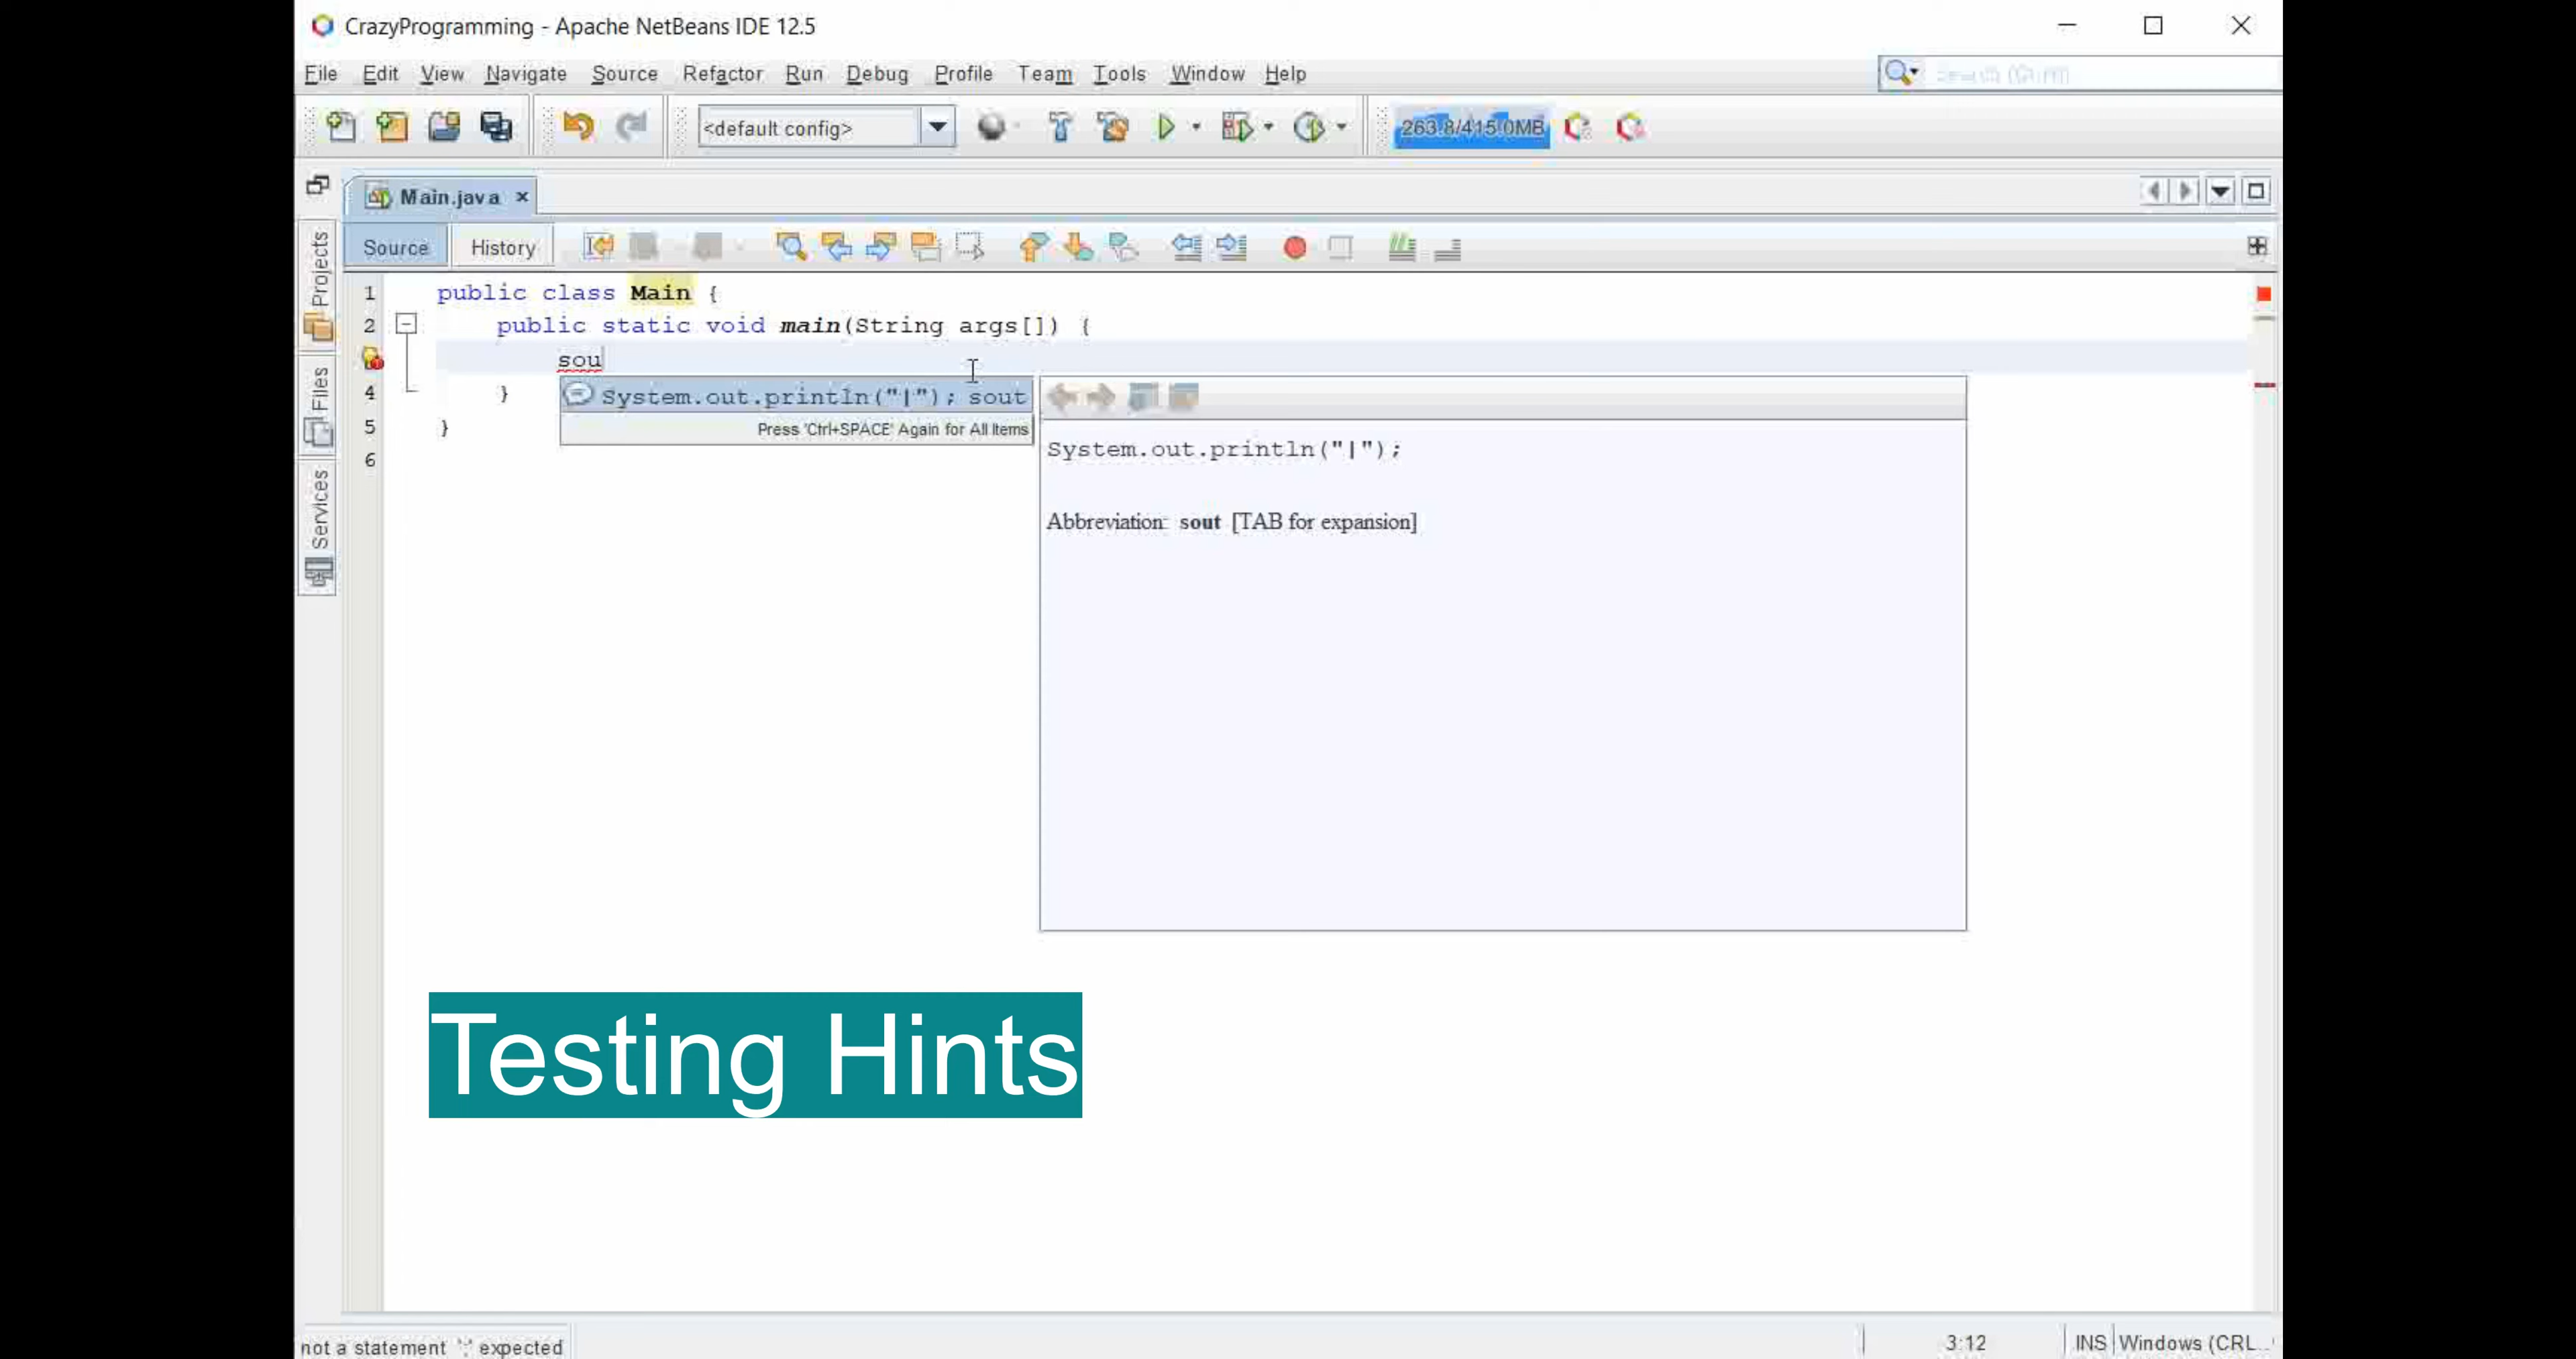 CrazyProgramming - Apache NetBeans IDE 12.5
File Edit View Navigate Source Refactor Run Debug Profile Team Tools Window Help
<default config>
263.8/415.0MB
Main.java
Source History
Projects
Files
Services
1 public class Main {
2 public static void main(String args[]) {
sou
4 }
5 }
6
System.out.println("|"); sout
Press 'Ctrl+SPACE' Again for All Items
System.out.println("|");
Abbreviation: sout [TAB for expansion]
Testing Hints
not a statement ';' expected
3:12 INS Windows (CRL...